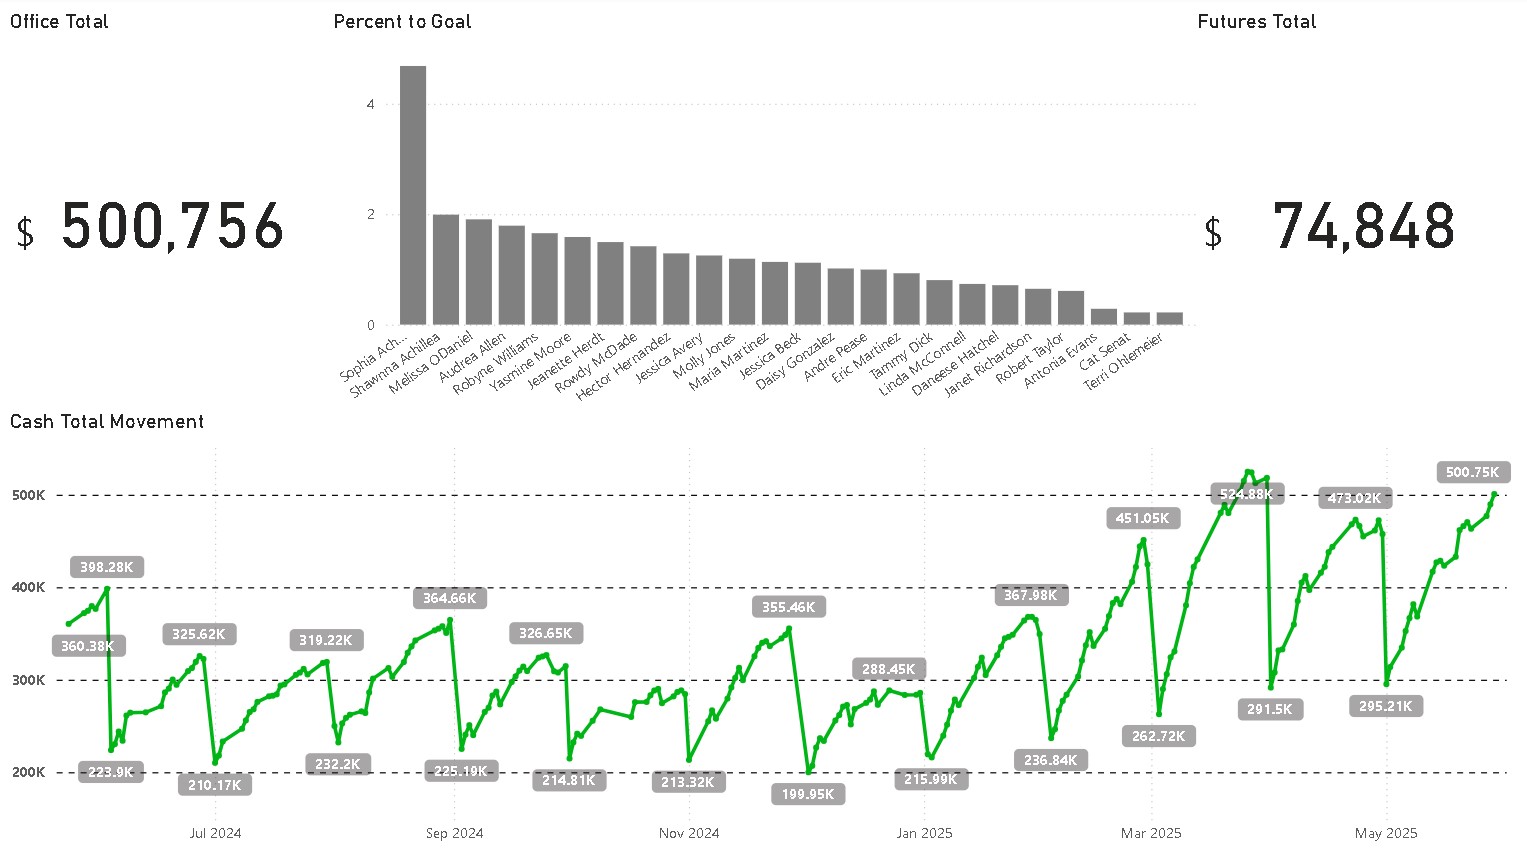 Office Total
Percent to Goal
Futures Total
4
2
0
$ 500,756
$ 74,848
Sophia Ach...
Shawnna Achillea
Melissa ODaniel
Audrea Allen
Robyne Williams
Yasmine Moore
Jeanette Herdt
Rowdy McDade
Hector Hernandez
Jessica Avery
Molly Jones
Maria Martinez
Jessica Beck
Daisy Gonzalez
Andre Pease
Eric Martinez
Tammy Dick
Linda McConnell
Daneese Hatchel
Janet Richardson
Robert Taylor
Antonia Evans
Cat Senat
Terri Ohlemeier
Cash Total Movement
500K
400K
300K
200K
360.38K
398.28K
223.9K
325.62K
210.17K
319.22K
232.2K
364.66K
225.19K
326.65K
214.81K
213.32K
355.46K
199.95K
288.45K
215.99K
367.98K
236.84K
451.05K
262.72K
524.88K
291.5K
473.02K
295.21K
500.75K
Jul 2024
Sep 2024
Nov 2024
Jan 2025
Mar 2025
May 2025